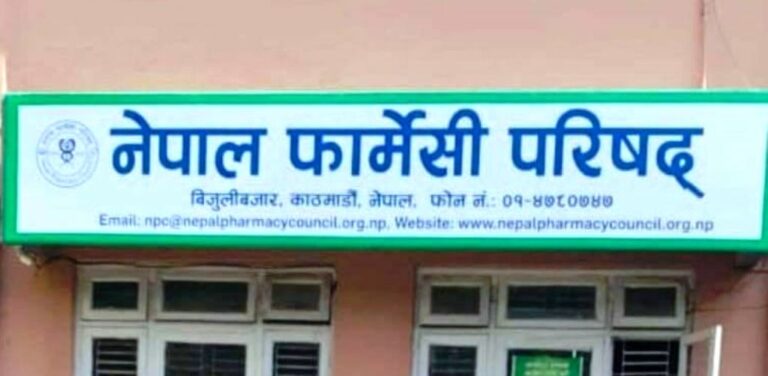 नेपाल फार्मेसी परिषद्
बिजुलीबजार, काठमाडौं, नेपाल, फोन नं.: ०१-४७८०७४७
Email: npc@nepalpharmacycouncil.org.np, Website: www.nepalpharmacycouncil.org.np